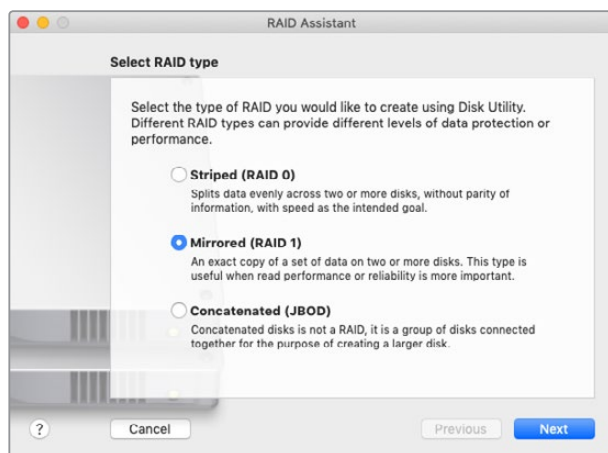 RAID Assistant
Select RAID type
Select the type of RAID you would like to create using Disk Utility.
Different RAID types can provide different levels of data protection or
performance.
Striped (RAID 0)
Splits data evenly across two or more disks, without parity of
information, with speed as the intended goal.
Mirrored (RAID 1)
An exact copy of a set of data on two or more disks. This type is
useful when read performance or reliability is more important.
Concatenated (JBOD)
Concatenated disks is not a RAID, it is a group of disks connected
together for the purpose of creating a larger disk.
? Cancel Previous Next